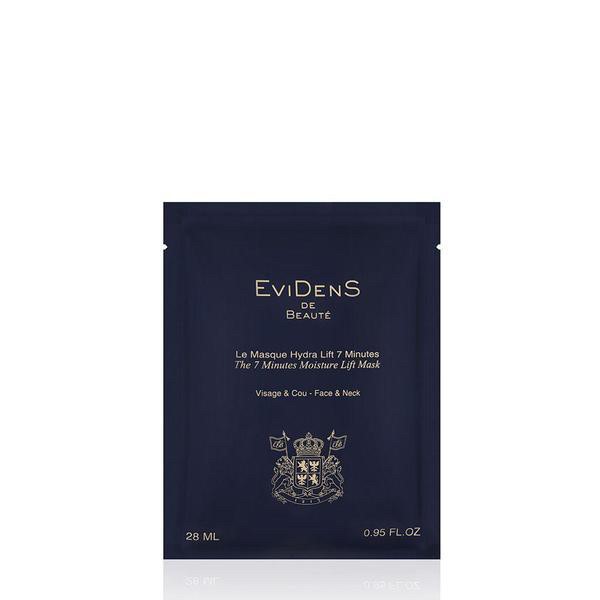 EviDenS
DE
BEAUTÉ
Le Masque Hydra Lift 7 Minutes
The 7 Minutes Moisture Lift Mask
Visage & Cou - Face & Neck
28 ML
0.95 FL.OZ